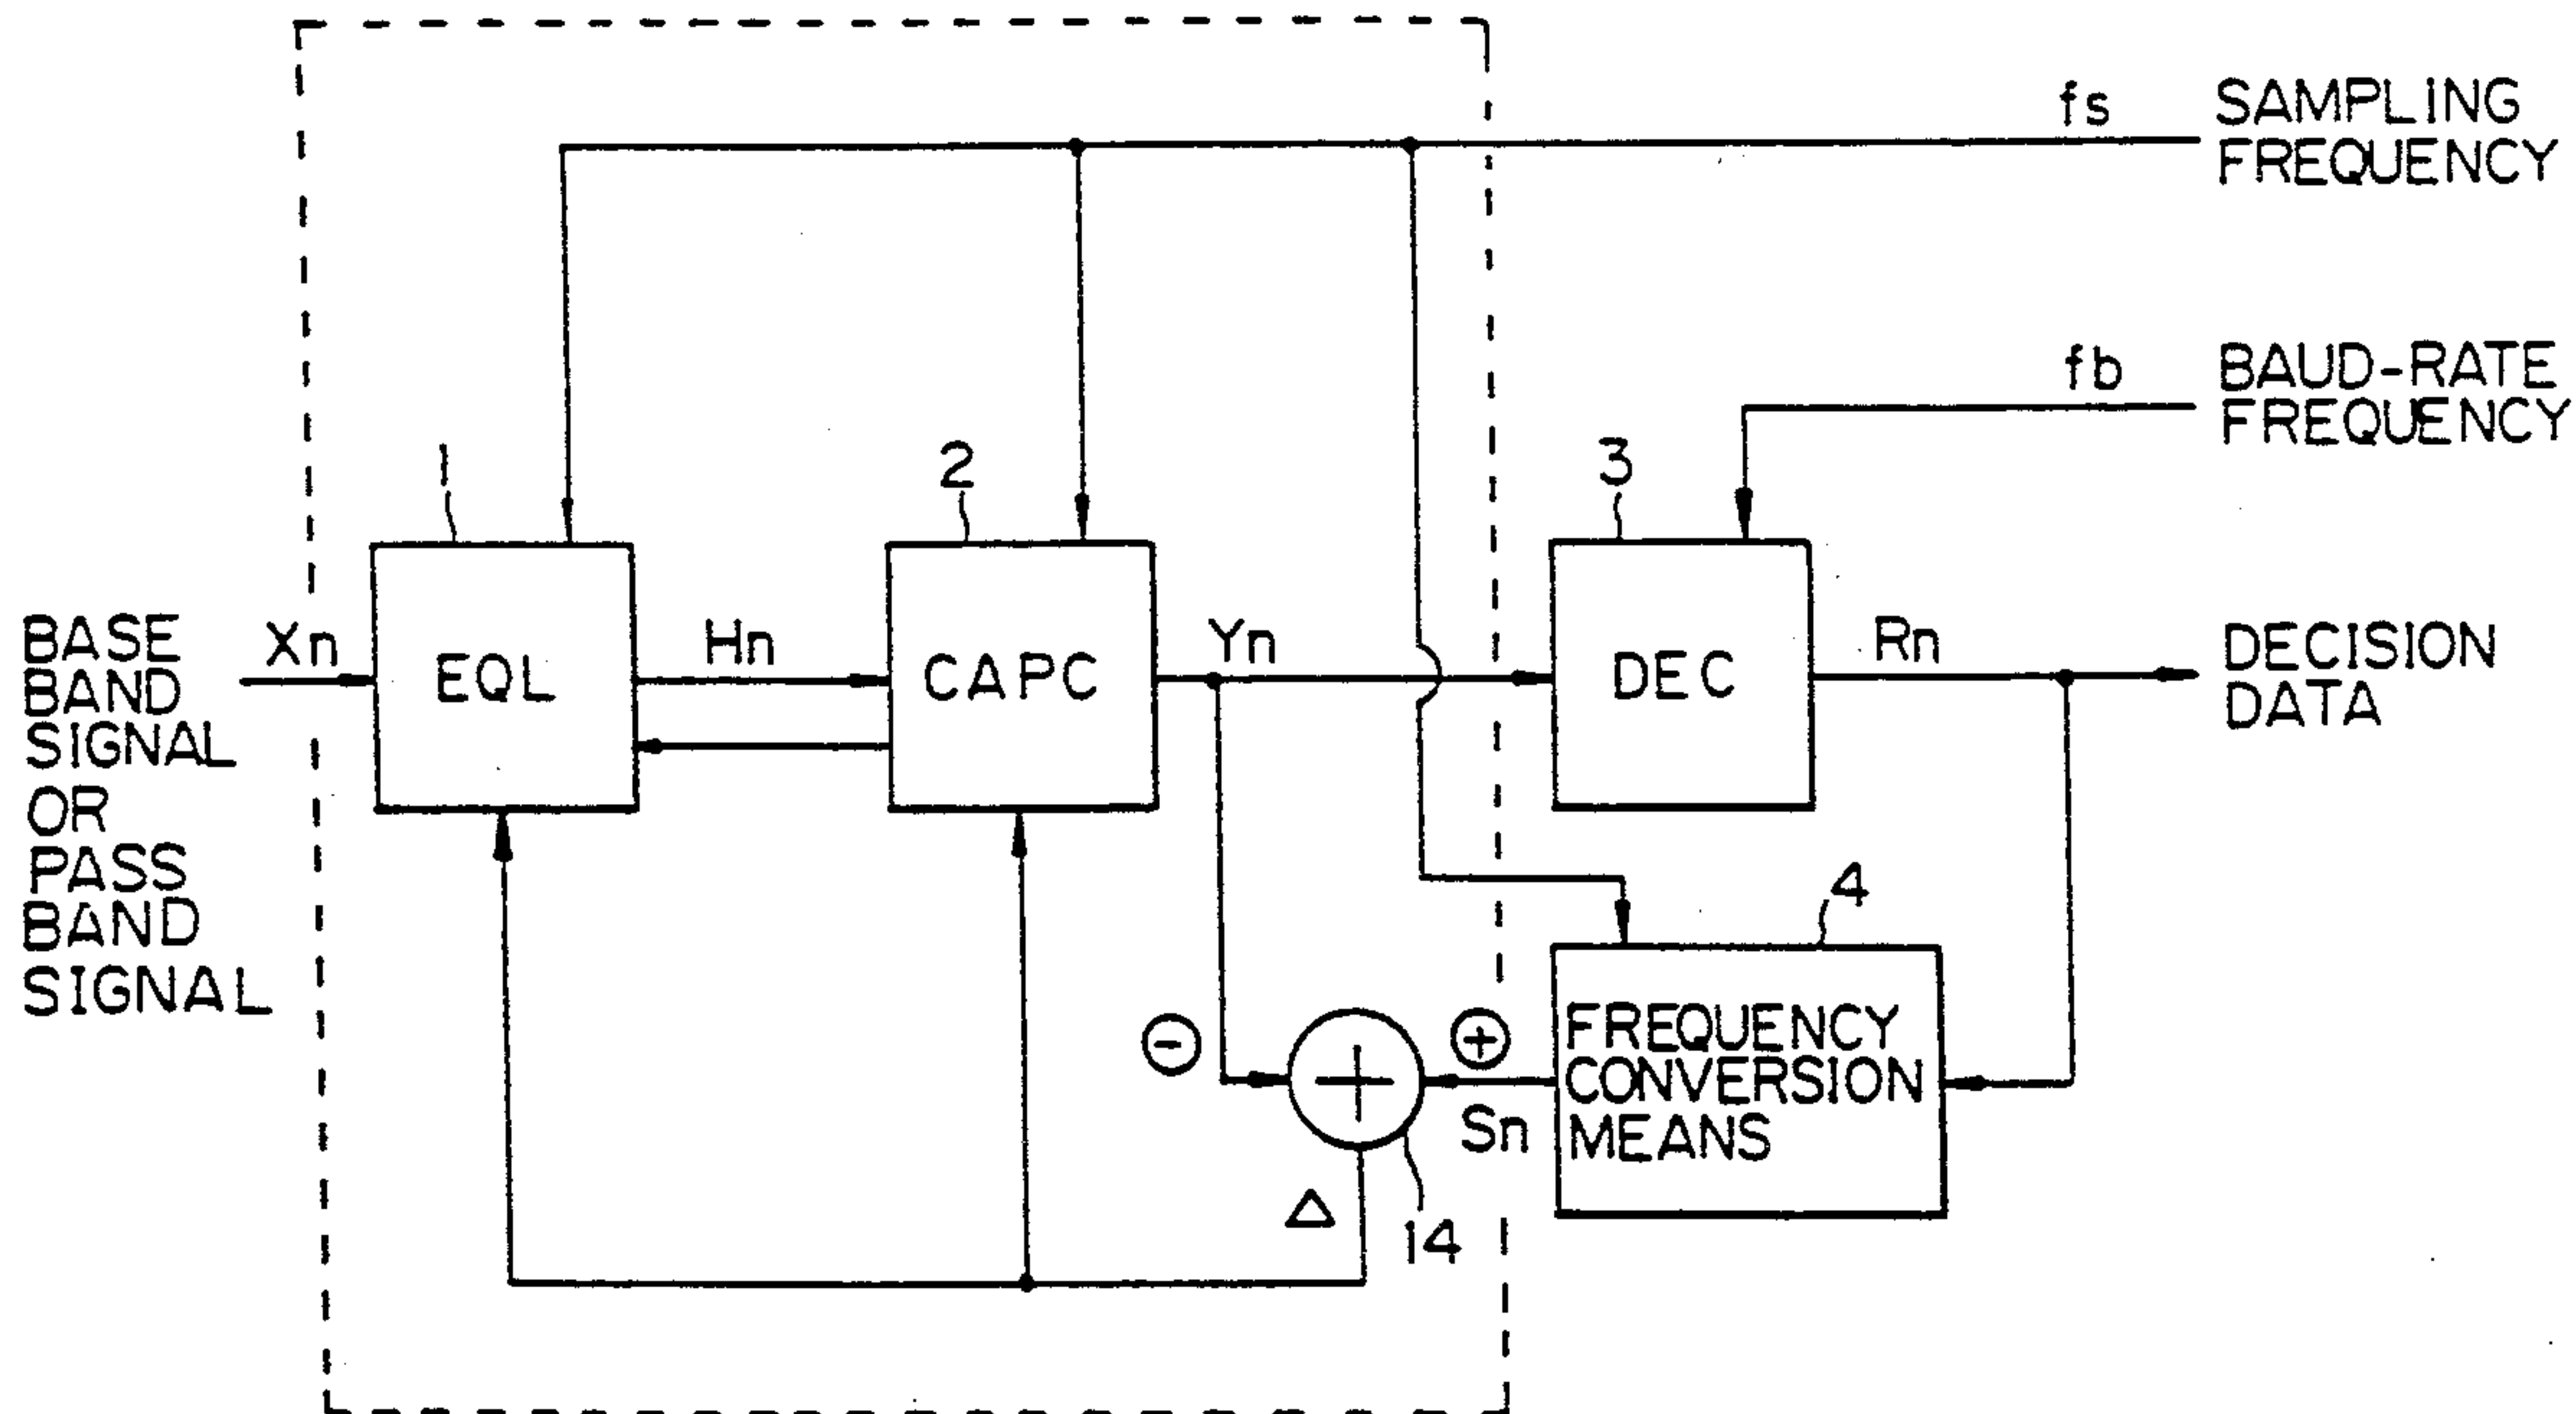 fs SAMPLING
FREQUENCY
fb BAUD-RATE
FREQUENCY
1
2
3
BASE
BAND
SIGNAL
OR
PASS
BAND
SIGNAL
Xn
EQL
Hn
CAPC
Yn
DEC
Rn
DECISION
DATA
4
FREQUENCY
CONVERSION
MEANS
-
+
+
Sn
Δ
14